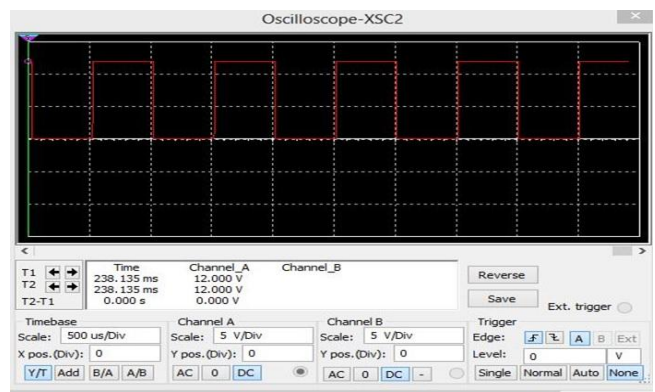 Oscilloscope-XSC2
Time Channel_A Channel_B
T1 238.135 ms 12.000 V
T2 238.135 ms 12.000 V
T2-T1 0.000 s 0.000 V
Reverse
Save
Ext. trigger
Timebase Channel A Channel B Trigger
Scale: 500 us/Div Scale: 5 V/Div Scale: 5 V/Div Edge: A B Ext
X pos.(Div): 0 Y pos.(Div): 0 Y pos.(Div): 0 Level: 0 V
Y/T Add B/A A/B AC 0 DC AC 0 DC - Single Normal Auto None